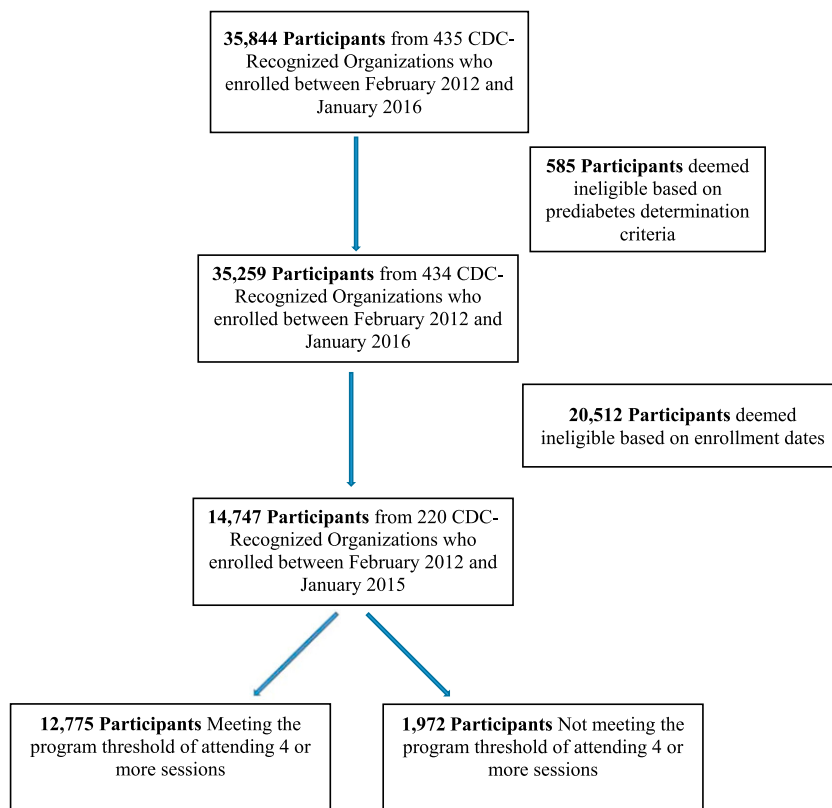 35,844 Participants from 435 CDC-
Recognized Organizations who
enrolled between February 2012 and
January 2016
585 Participants deemed
ineligible based on
prediabetes determination
criteria
35,259 Participants from 434 CDC-
Recognized Organizations who
enrolled between February 2012 and
January 2016
20,512 Participants deemed
ineligible based on enrollment dates
14,747 Participants from 220 CDC-
Recognized Organizations who
enrolled between February 2012 and
January 2015
12,775 Participants Meeting the
program threshold of attending 4 or
more sessions
1,972 Participants Not meeting the
program threshold of attending 4 or
more sessions